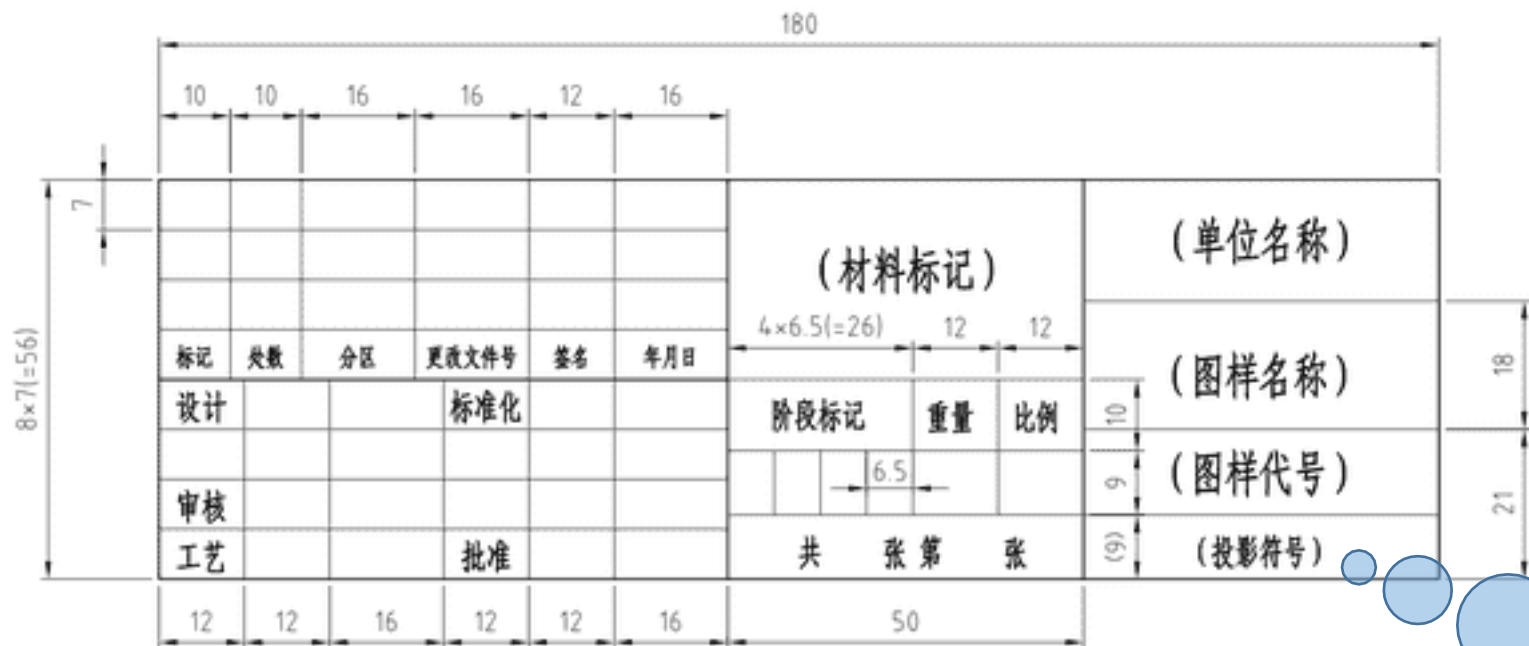 180
10 10 16 16 12 16
7
(单位名称)
(材料标记)
8×7(=56)
4×6.5(=26) 12 12
标记 处数 分区 更改文件号 签名 年月日
(图样名称)
18
设计 标准化
阶段标记 重量 比例
10
6.5
9
(图样代号)
21
审核
工艺 批准
共 张 第 张
(9)
(投影符号)
12 12 16 12 12 16 50